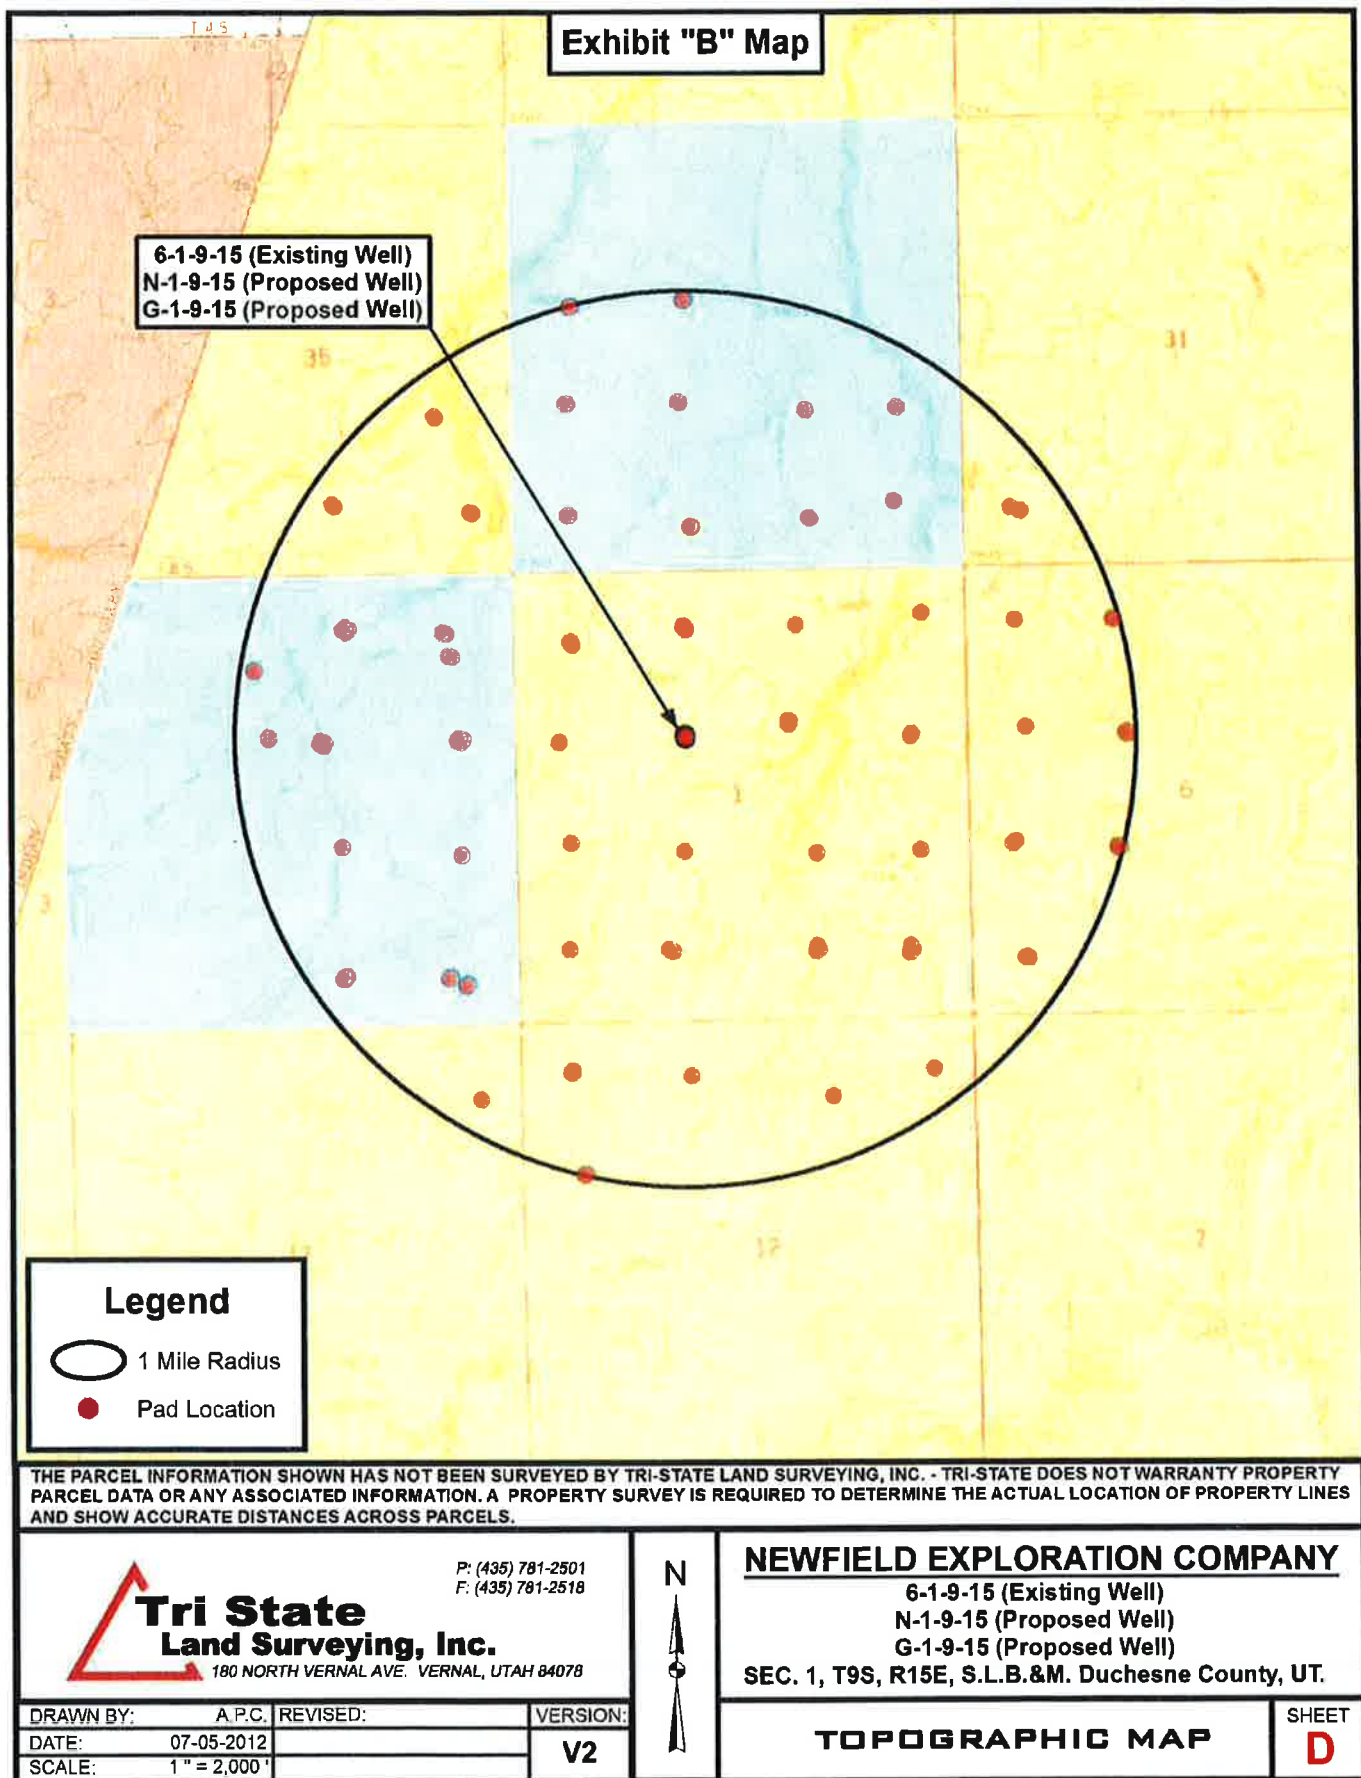 Exhibit "B" Map
T 4 S
6-1-9-15 (Existing Well)
N-1-9-15 (Proposed Well)
G-1-9-15 (Proposed Well)
35
31
1
6
3
12
7
Legend
1 Mile Radius
Pad Location
THE PARCEL INFORMATION SHOWN HAS NOT BEEN SURVEYED BY TRI-STATE LAND SURVEYING, INC. - TRI-STATE DOES NOT WARRANTY PROPERTY
PARCEL DATA OR ANY ASSOCIATED INFORMATION. A PROPERTY SURVEY IS REQUIRED TO DETERMINE THE ACTUAL LOCATION OF PROPERTY LINES
AND SHOW ACCURATE DISTANCES ACROSS PARCELS.
P: (435) 781-2501
F: (435) 781-2518
Tri State
Land Surveying, Inc.
180 NORTH VERNAL AVE. VERNAL, UTAH 84078
N
NEWFIELD EXPLORATION COMPANY
6-1-9-15 (Existing Well)
N-1-9-15 (Proposed Well)
G-1-9-15 (Proposed Well)
SEC. 1, T9S, R15E, S.L.B.&M. Duchesne County, UT.
DRAWN BY: A.P.C. REVISED:
DATE: 07-05-2012
SCALE: 1" = 2,000'
VERSION:
V2
TOPOGRAPHIC MAP
SHEET
D